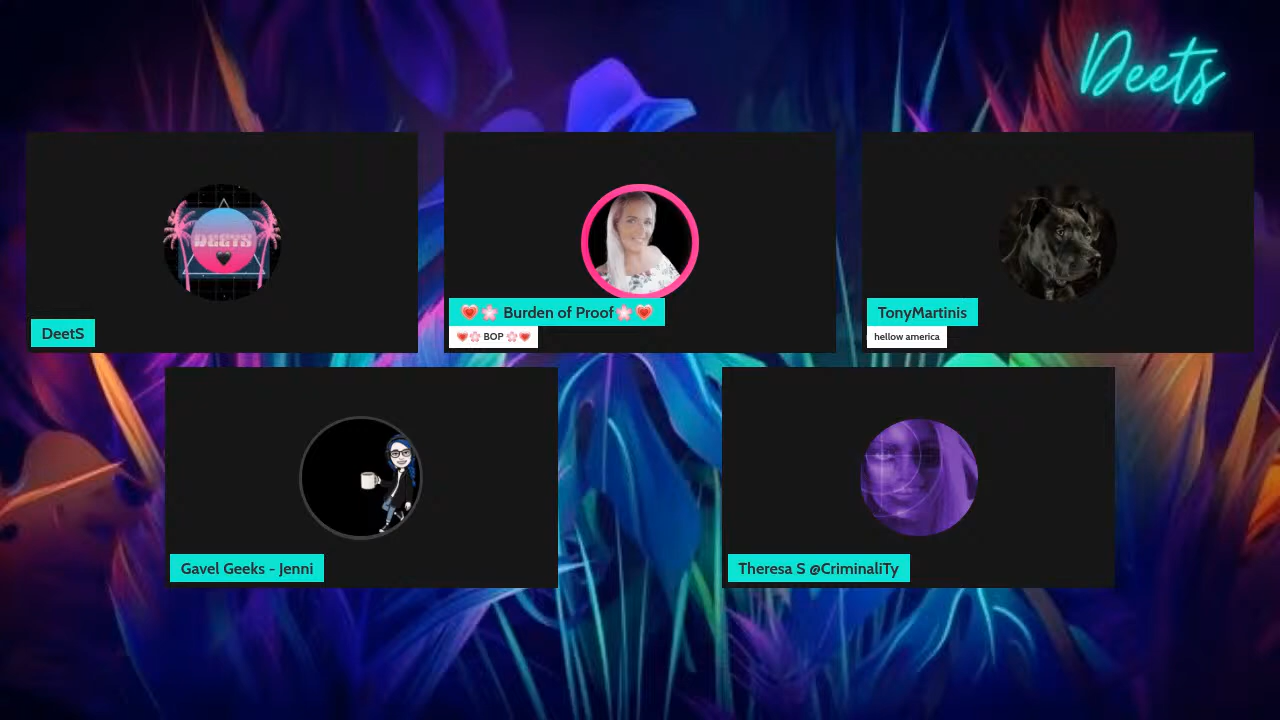 Deets
DEETS
DeetS
💗🌸 Burden of Proof🌸💗
💗🌸 BOP 🌸💗
TonyMartinis
hellow america
Gavel Geeks - Jenni
Theresa S @CriminaliTy